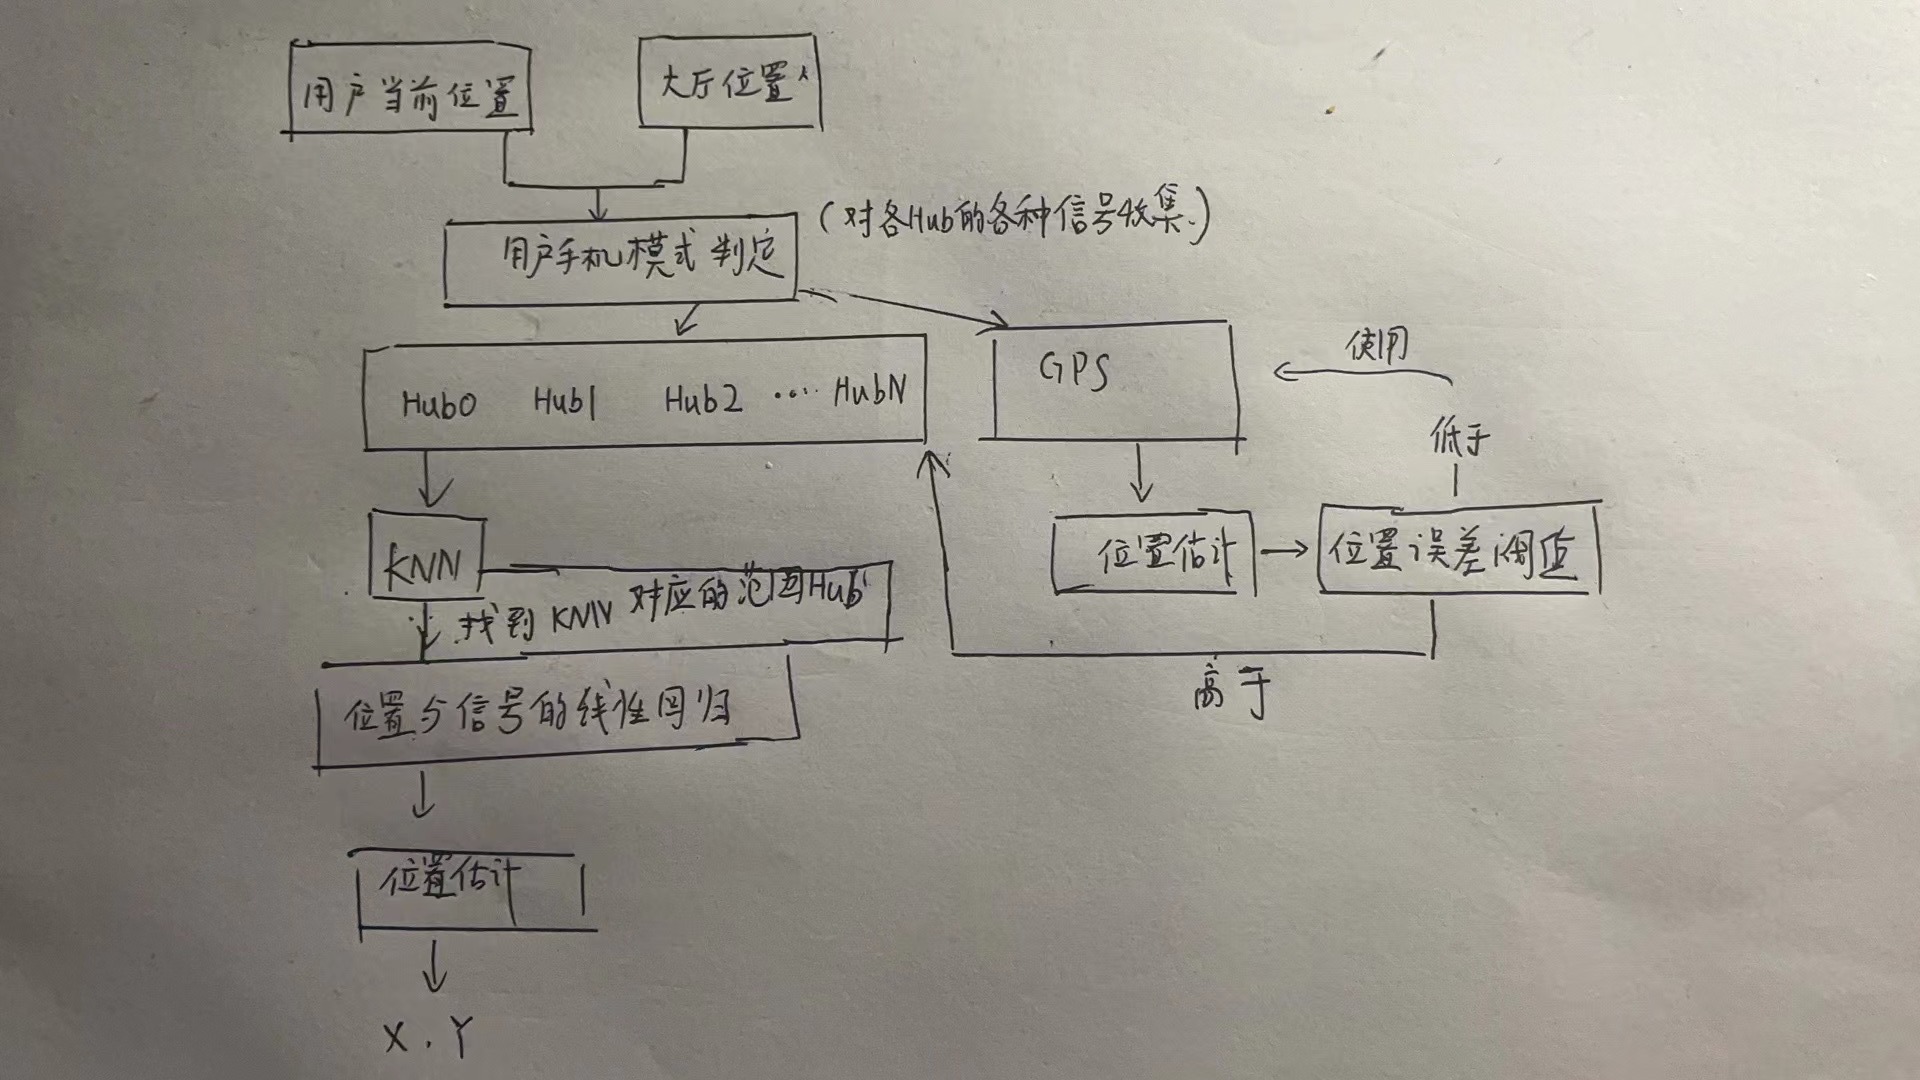 用户当前位置
大厅位置
用户手机模式判定
(对各Hub的各种信号收集.)
Hub0 Hub1 Hub2 ···· HubN
GPS
使用
低于
KNN
找到KNN对应的范围Hub
位置估计
位置误差阈值
高于
位置与信号的线性回归
位置估计
X . Y